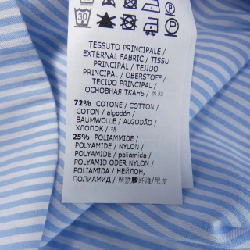 30
TESSUTO PRINCIPALE /
EXTERNAL FABRIC / TISSU
PRINCIPAL / TEJIDO
PRINCIPAL / OBERSTOFF /
TECIDO PRINCIPAL /
ОСНОВНАЯ ТКАНЬ /
COTONE / COTTON /
COTON / algodón /
BAUMWOLLE / ALGODÃO /
ХЛОПОК / 棉
25% POLIAMMIDE /
POLYAMIDE / NYLON /
POLYAMIDE / poliamida /
POLYAMID ODER NYLON /
POLIAMIDA / НЕЙЛОН,
ПОЛИАМИД /